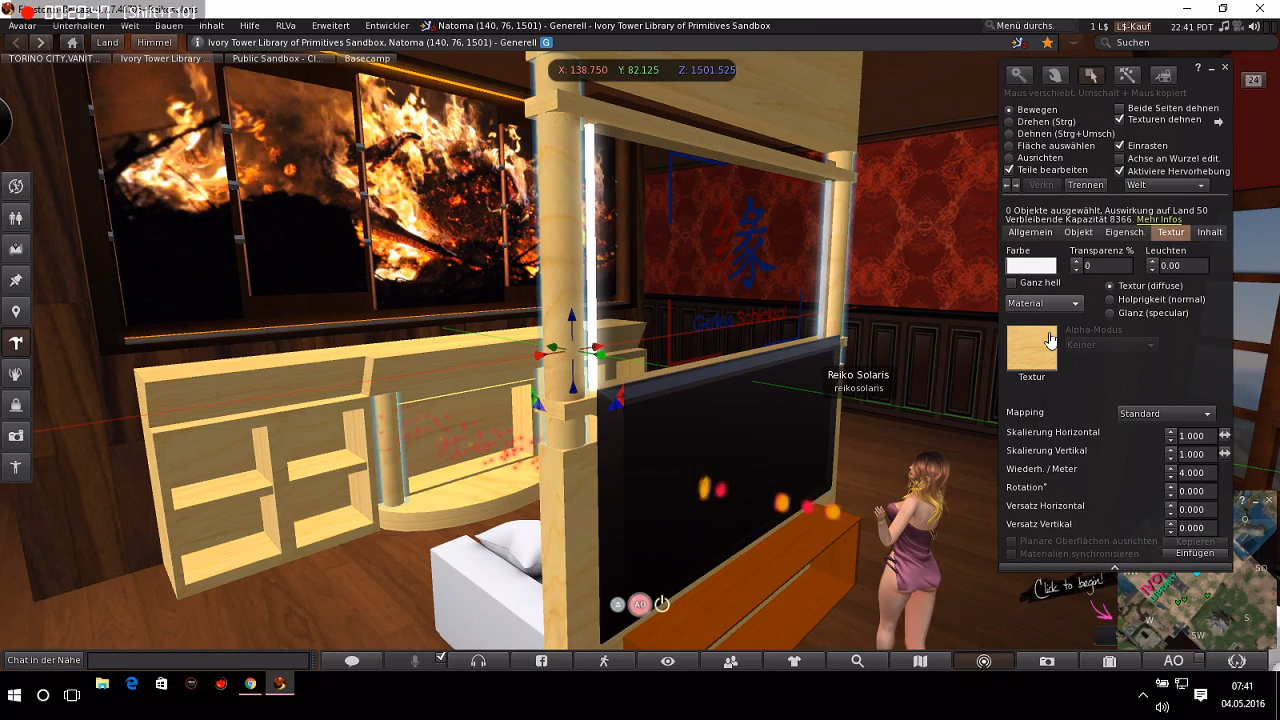 [Shift+F10]
Avatar Unterhalten Welt Bauen Inhalt Hilfe RLVa Erweitert Entwickler Natoma (140, 76, 1501) - Generell - Ivory Tower Library of Primitives Sandbox Menü durchs. 1 L$ L$-Kauf 22:41 PDT
Land Himmel Ivory Tower Library of Primitives Sandbox, Natoma (140, 76, 1501) - Generell G Suchen
TORINO CITY,VANIT... Ivory Tower Library ... Public Sandbox - Cl... Basecamp
X: 138.750 Y: 82.125 Z: 1501.525
24
Maus verschiebt, Umschalt + Maus kopiert
Bewegen Beide Seiten dehnen
Drehen (Strg) Texturen dehnen
Dehnen (Strg+Umsch)
Fläche auswählen Einrasten
Ausrichten Achse an Wurzel edit.
Teile bearbeiten Aktiviere Hervorhebung
Verkn Trennen Welt
0 Objekte ausgewählt, Auswirkung auf Land 50
Verbleibende Kapazität 8366. Mehr Infos
Allgemein Objekt Eigensch. Textur Inhalt
Farbe Transparenz % Leuchten
0 0.00
Ganz hell Textur (diffuse)
Material Holprigkeit (normal)
Glanz (specular)
Alpha-Modus
Keiner
Textur
Mapping Standard
Skalierung Horizontal 1.000
Skalierung Vertikal 1.000
Wiederh. / Meter 4.000
Rotation° 0.000
Versatz Horizontal 0.000
Versatz Vertikal 0.000
Planare Oberflächen ausrichten Kopieren
Materialien synchronisieren Einfügen
緣
Gutes Schicksal
Reiko Solaris
reikosolaris
Click to begin!
O
SO
W
S
SW
AO
Chat in der Nähe AO
07:41
04.05.2016